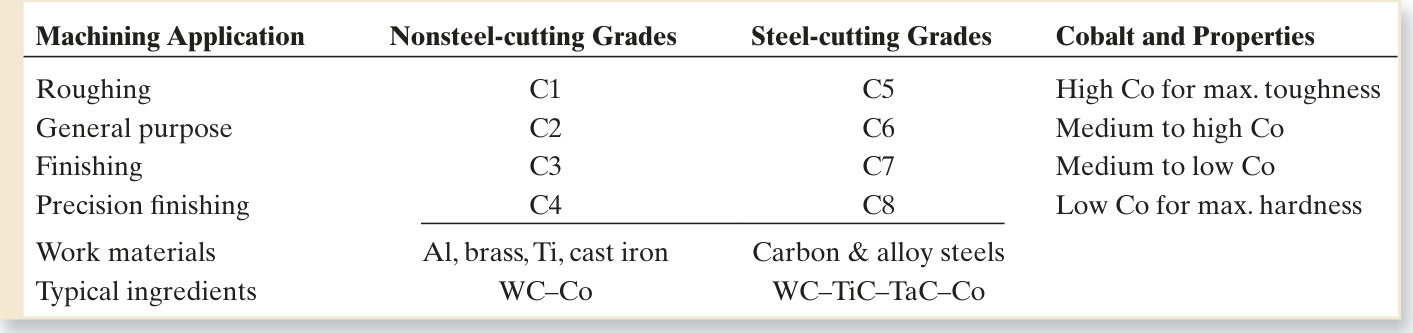 Machining Application Nonsteel-cutting Grades Steel-cutting Grades Cobalt and Properties
Roughing C1 C5 High Co for max. toughness
General purpose C2 C6 Medium to high Co
Finishing C3 C7 Medium to low Co
Precision finishing C4 C8 Low Co for max. hardness
Work materials Al, brass, Ti, cast iron Carbon & alloy steels
Typical ingredients WC–Co WC–TiC–TaC–Co